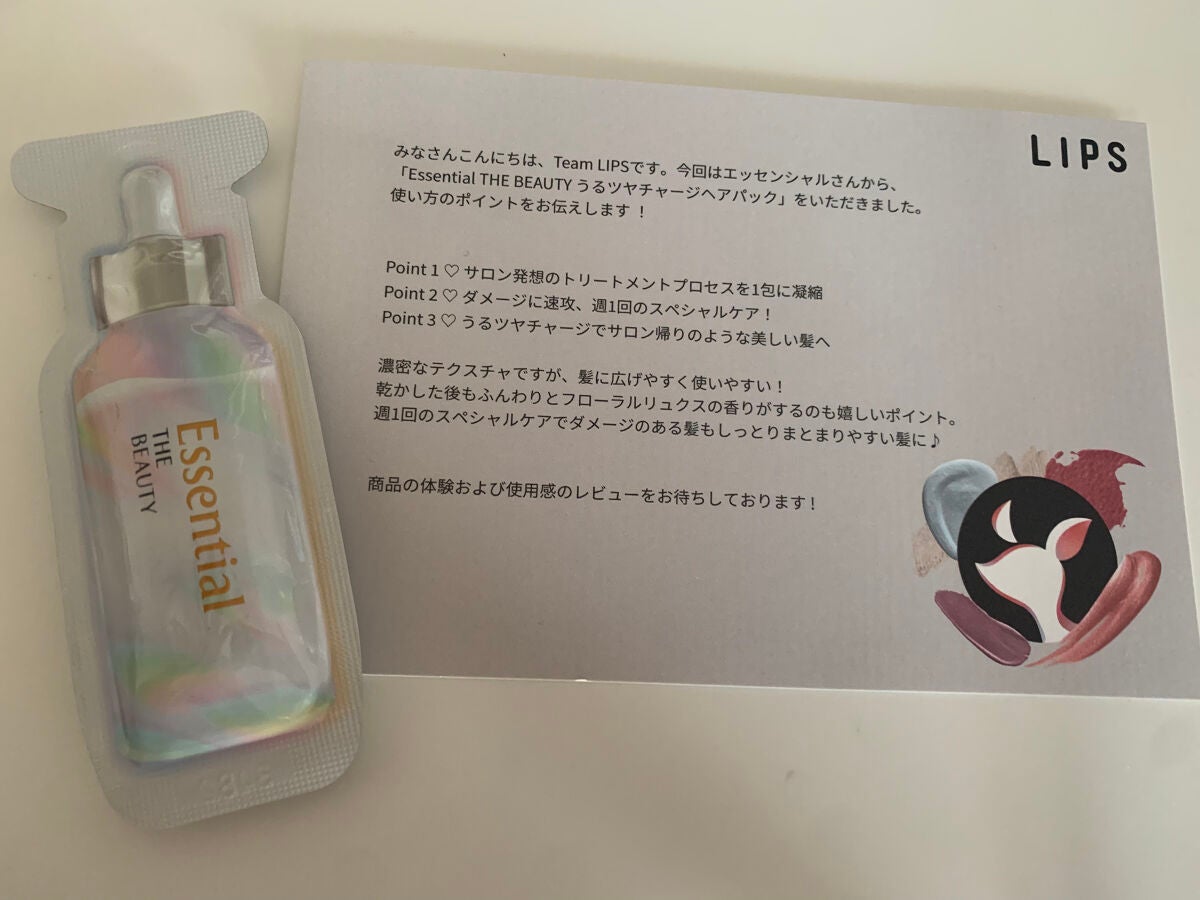 LIPS
みなさんこんにちは、Team LIPSです。今回はエッセンシャルさんから、
「Essential THE BEAUTY うるツヤチャージヘアパック」をいただきました。
使い方のポイントをお伝えします！
Point 1 ♡ サロン発想のトリートメントプロセスを1包に凝縮
Point 2 ♡ ダメージに速攻、週1回のスペシャルケア！
Point 3 ♡ うるツヤチャージでサロン帰りのような美しい髪へ
濃密なテクスチャですが、髪に広げやすく使いやすい！
乾かした後もふんわりとフローラルリュクスの香りがするのも嬉しいポイント。
週1回のスペシャルケアでダメージのある髪もしっとりまとまりやすい髪に♪
商品の体験および使用感のレビューをお待ちしております！
Essential
THE
BEAUTY